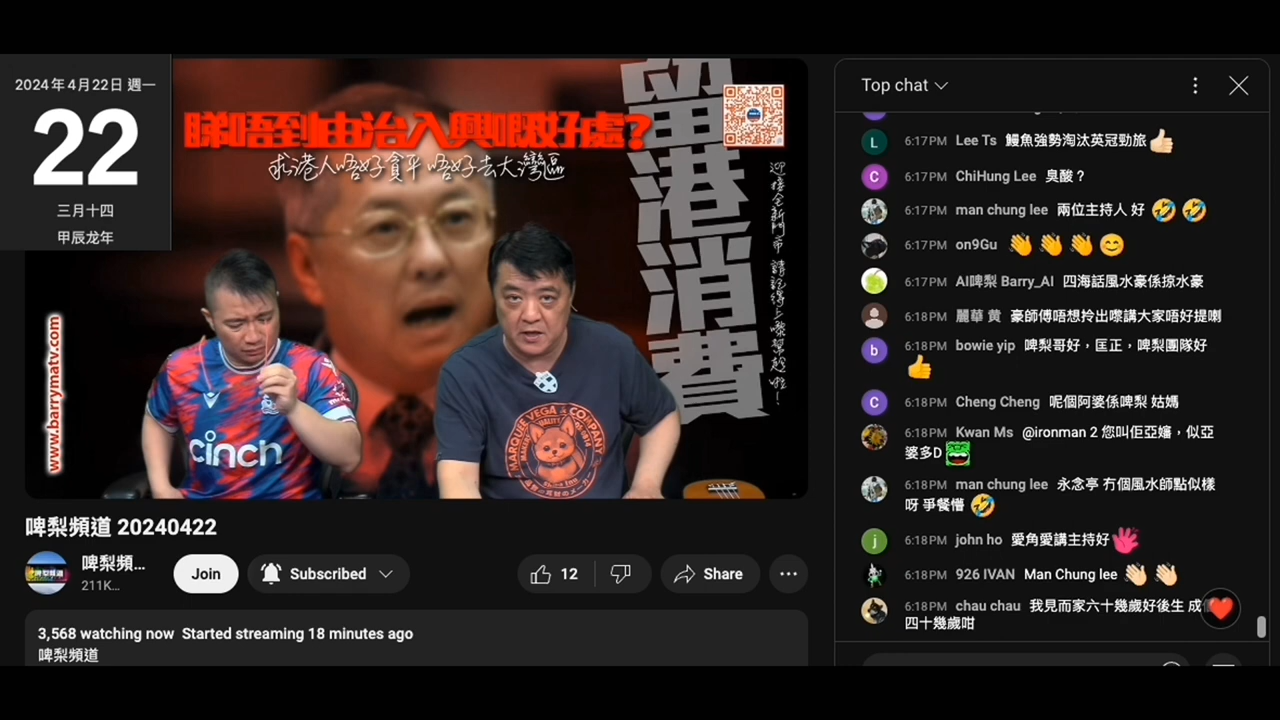 2024年4月22日 週一
22
三月十四
甲辰龙年
睇唔到由治入興嘅好處?
求港人唔好貪平 唔好去大灣區
留港消費
www.barrymatv.com
cinch
MARQUEE VEGA & COMPANY
啤梨頻道 20240422
啤梨頻...
211K...
Join
Subscribed
12
Share
3,568 watching now Started streaming 18 minutes ago
啤梨頻道
Top chat
6:17PM Lee Ts 鰻魚強勢淘汰英冠勁旅👍
6:17PM ChiHung Lee 臭酸？
6:17PM man chung lee 兩位主持人 好 🤣 🤣
6:17PM on9Gu 👋 👋 👋 😊
6:17PM AI啤梨 Barry_AI 四海話風水豪係掠水豪
6:18PM 麗華 黄 豪師傅唔想拎出嚟講大家唔好提喇
6:18PM bowie yip 啤梨哥好，匡正，啤梨團隊好
👍
6:18PM Cheng Cheng 呢個阿婆係啤梨 姑媽
6:18PM Kwan Ms @ironman 2 您叫佢亞嬸，似亞
婆多D
6:18PM man chung lee 永念亭 冇個風水師點似樣
呀 爭餐懵 🤣
6:18PM john ho 愛角愛講主持好
6:18PM 926 IVAN Man Chung lee 👋🏻 👋🏻
6:18PM chau chau 我見而家六十幾歲好後生 成
四十幾歲咁